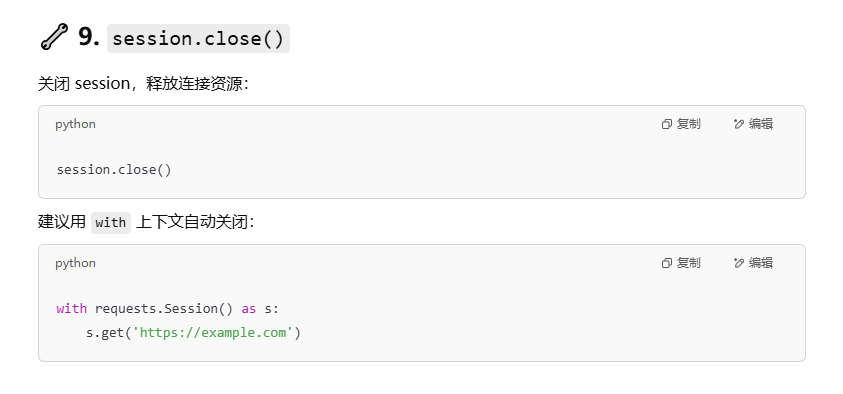 🔧 9. session.close()
关闭 session，释放连接资源：
python 复制 编辑
session.close()
建议用 with 上下文自动关闭：
python 复制 编辑
with requests.Session() as s:
    s.get('https://example.com')